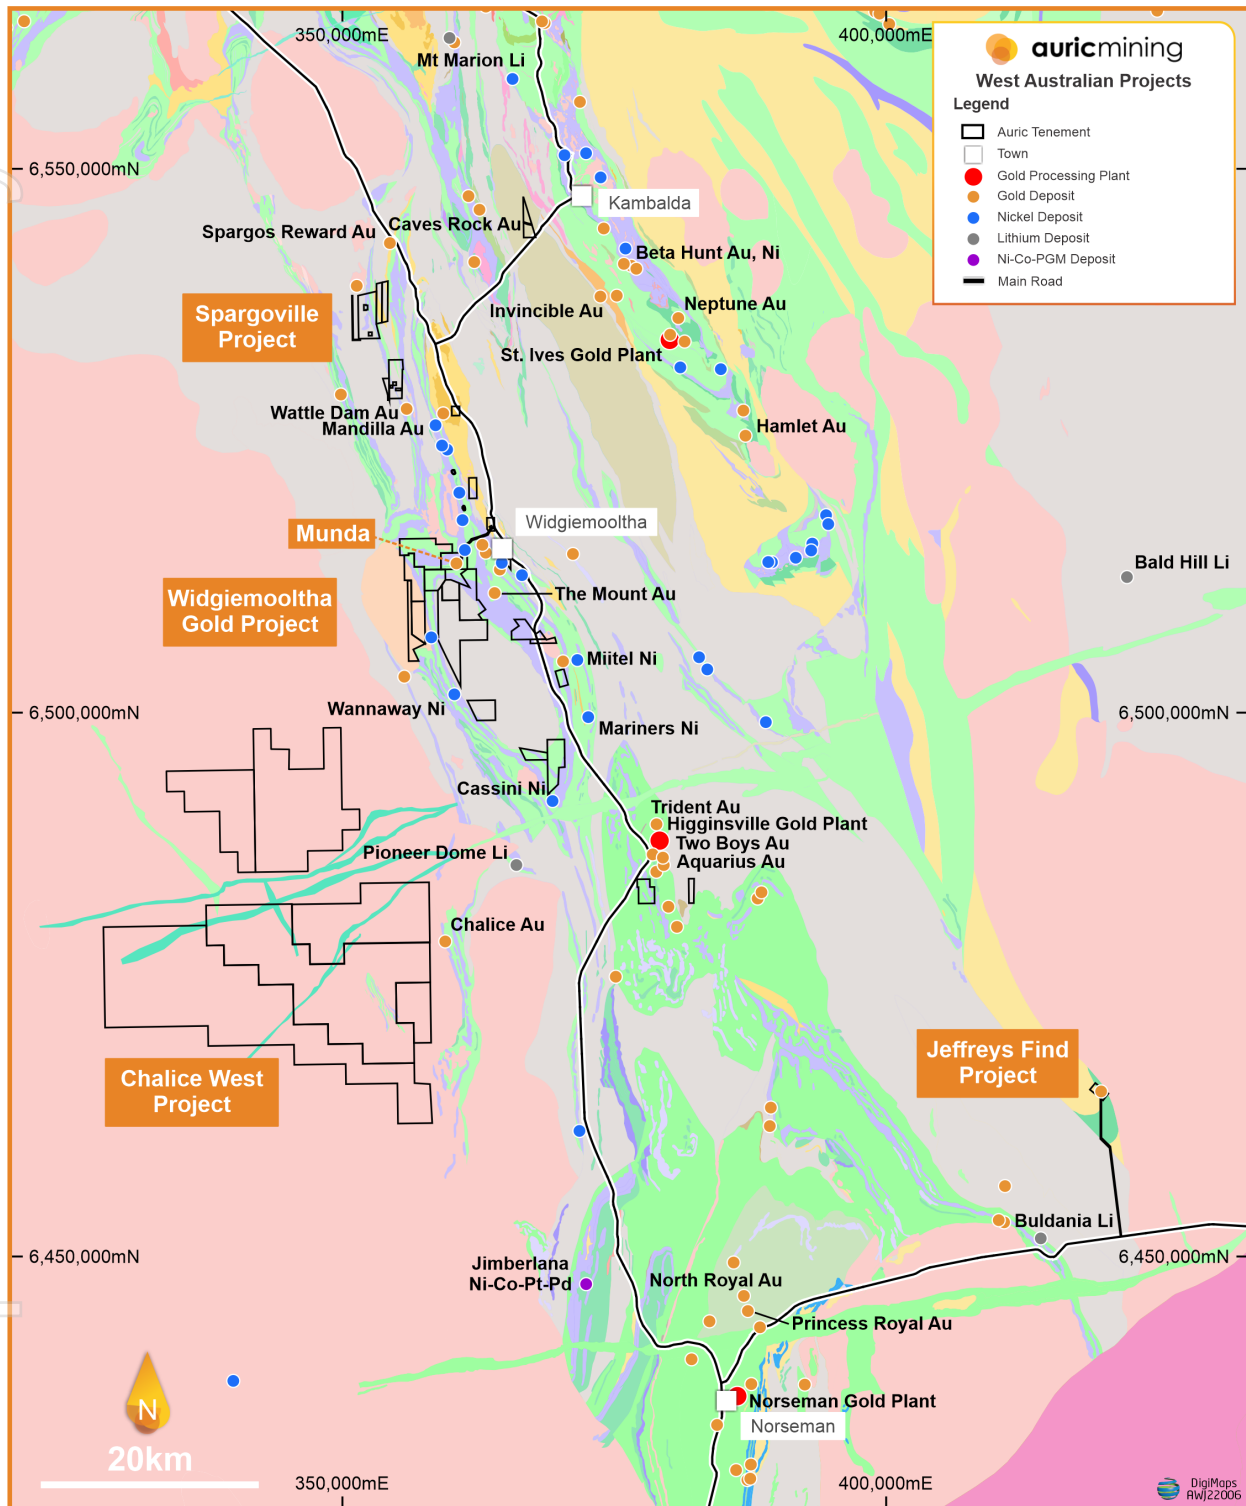 350,000mE
400,000mE
auricmining
West Australian Projects
Legend
Auric Tenement
Town
Gold Processing Plant
Gold Deposit
Nickel Deposit
Lithium Deposit
Ni-Co-PGM Deposit
Main Road
Mt Marion Li
6,550,000mN
Kambalda
Caves Rock Au
Spargos Reward Au
Beta Hunt Au, Ni
Neptune Au
Invincible Au
Spargoville
Project
St. Ives Gold Plant
Wattle Dam Au
Mandilla Au
Hamlet Au
Widgiemooltha
Munda
Bald Hill Li
Widgiemooltha
Gold Project
The Mount Au
Miitel Ni
Wannaway Ni
6,500,000mN
6,500,000mN
Mariners Ni
Cassini Ni
Trident Au
Higginsville Gold Plant
Two Boys Au
Pioneer Dome Li
Aquarius Au
Chalice Au
Jeffreys Find
Project
Chalice West
Project
Buldania Li
6,450,000mN
6,450,000mN
Jimberlana
Ni-Co-Pt-Pd
North Royal Au
Princess Royal Au
N
Norseman Gold Plant
Norseman
20km
350,000mE
400,000mE
DigiMaps
AWJ22006